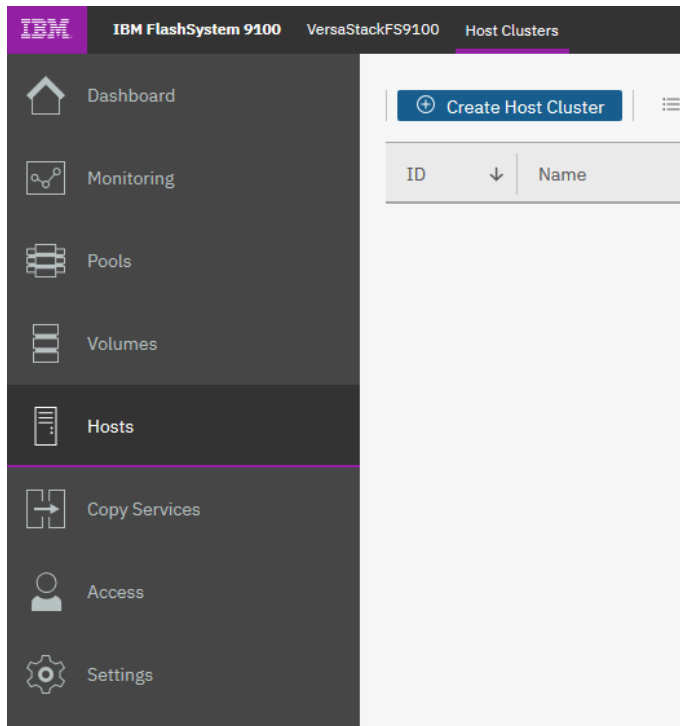 IBM IBM FlashSystem 9100 VersaStackFS9100 Host Clusters
Dashboard
Create Host Cluster
ID Name
Monitoring
Pools
Volumes
Hosts
Copy Services
Access
Settings